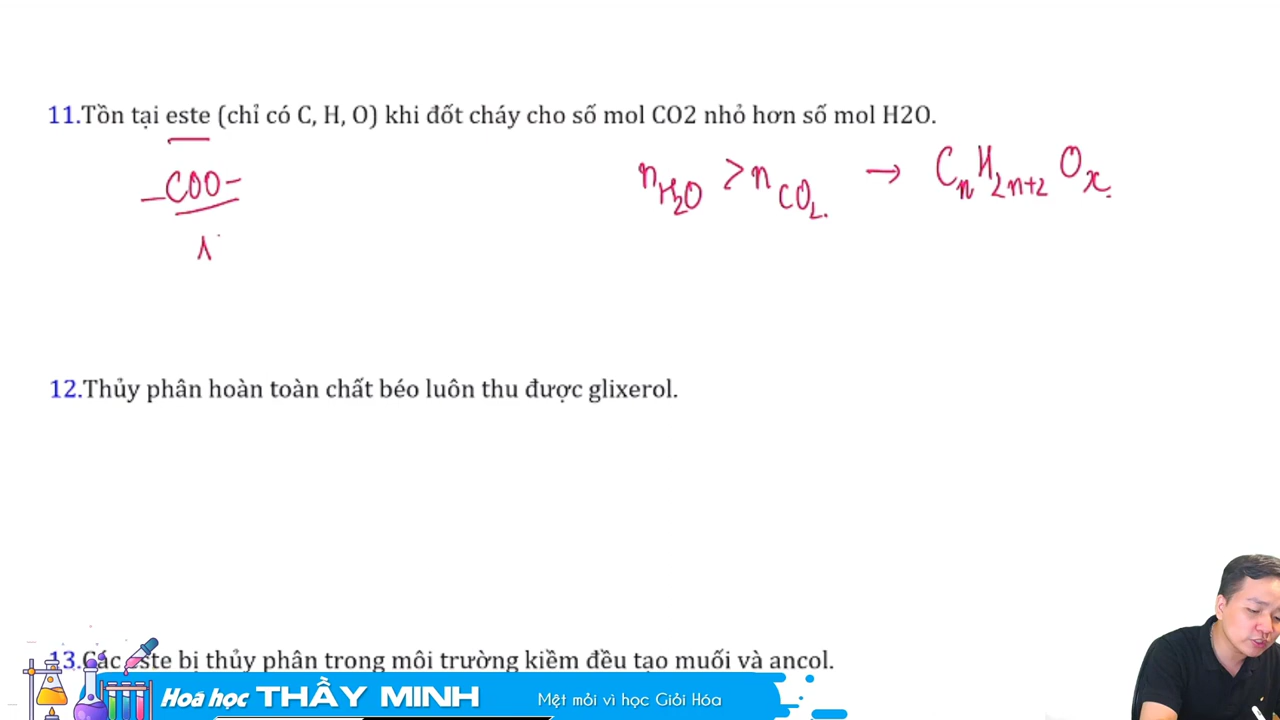 11.Tồn tại este (chỉ có C, H, O) khi đốt cháy cho số mol CO2 nhỏ hơn số mol H2O.
–COO–
1
nH2O > nCO2. → CnH2n+2Ox.
12.Thủy phân hoàn toàn chất béo luôn thu được glixerol.
13.Các este bị thủy phân trong môi trường kiềm đều tạo muối và ancol.
Hoá học THẦY MINH
Mệt mỏi vì học Giỏi Hóa